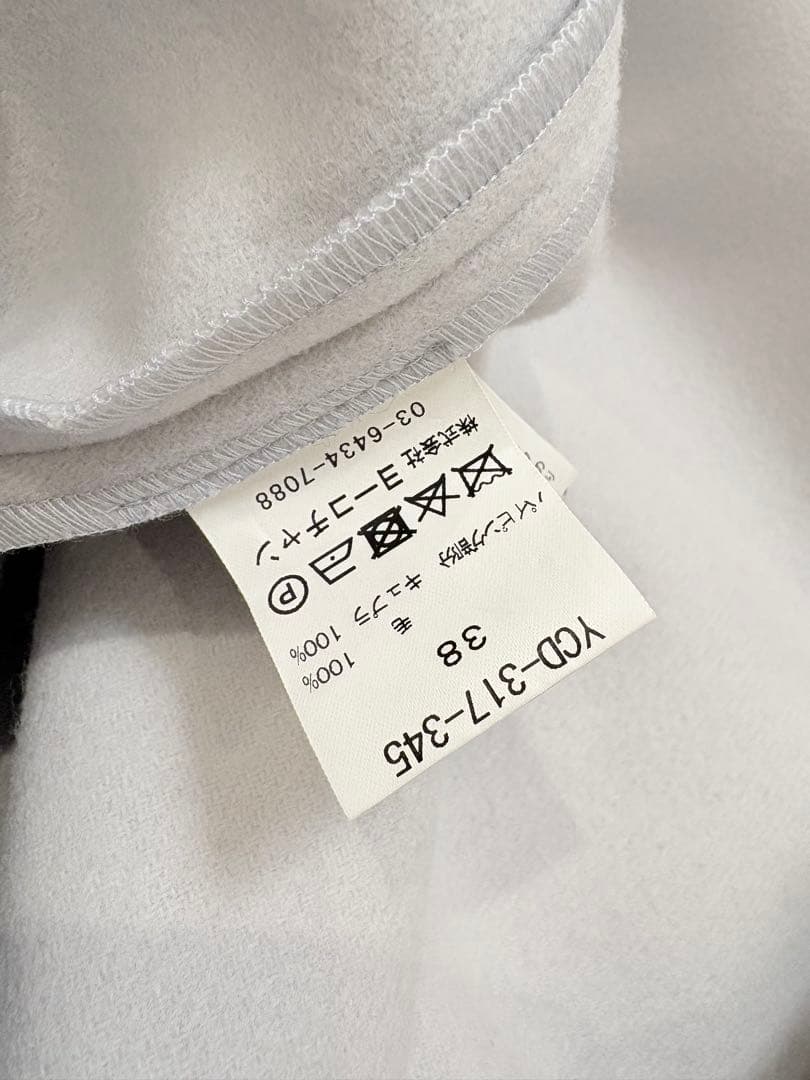 YCD-317-345
38
毛 100%
パイピング部分 キュプラ 100%
P
株式会社 ヨーコチャン
03-6434-7088